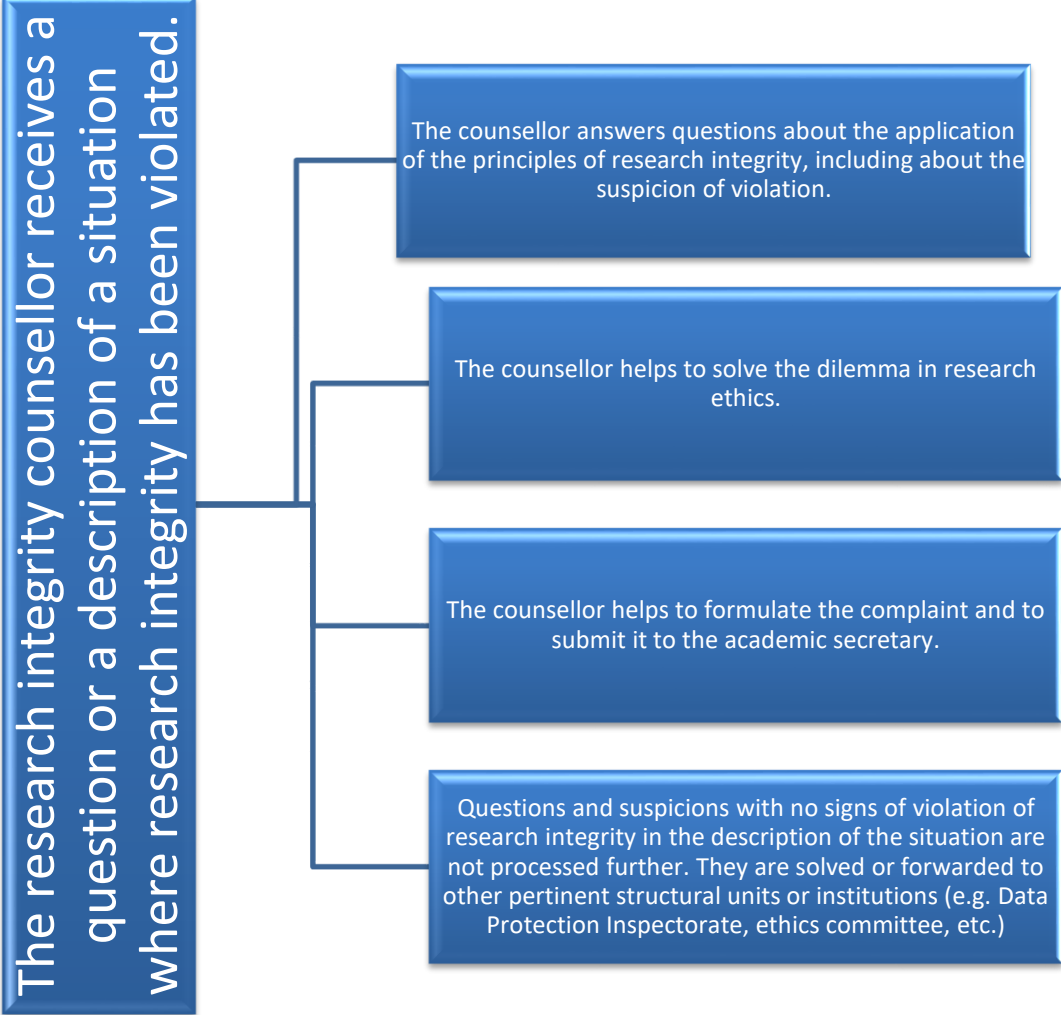 The research integrity counsellor receives a
question or a description of a situation
where research integrity has been violated.
The counsellor answers questions about the application
of the principles of research integrity, including about the
suspicion of violation.
The counsellor helps to solve the dilemma in research
ethics.
The counsellor helps to formulate the complaint and to
submit it to the academic secretary.
Questions and suspicions with no signs of violation of
research integrity in the description of the situation are
not processed further. They are solved or forwarded to
other pertinent structural units or institutions (e.g. Data
Protection Inspectorate, ethics committee, etc.)